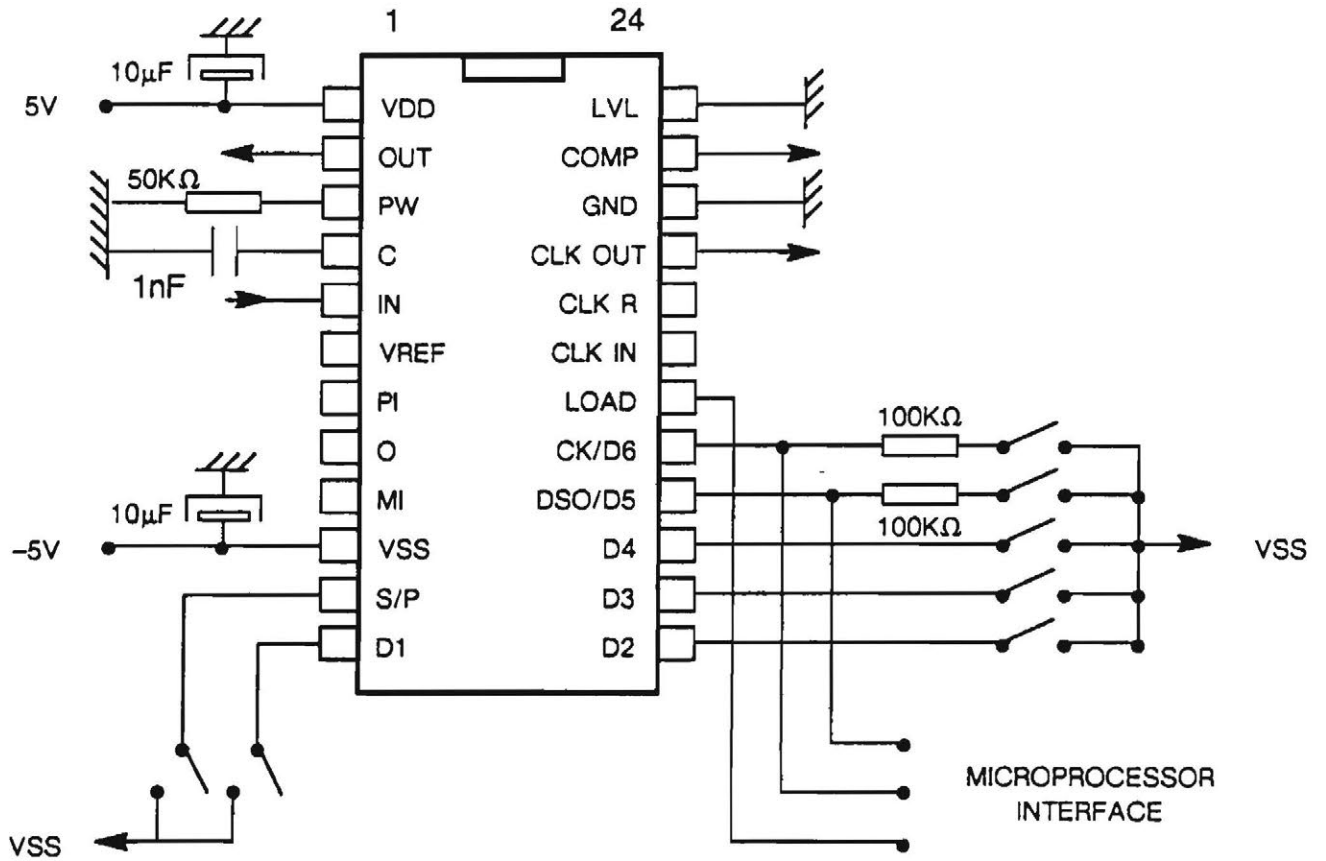 1 24
10μF
5V
VDD LVL
OUT COMP
50KΩ
PW GND
C CLK OUT
1nF
IN CLK R
VREF CLK IN
PI LOAD
100KΩ
O CK/D6
MI DSO/D5
10μF
100KΩ
-5V
VSS D4
VSS
S/P D3
D1 D2
MICROPROCESSOR
INTERFACE
VSS